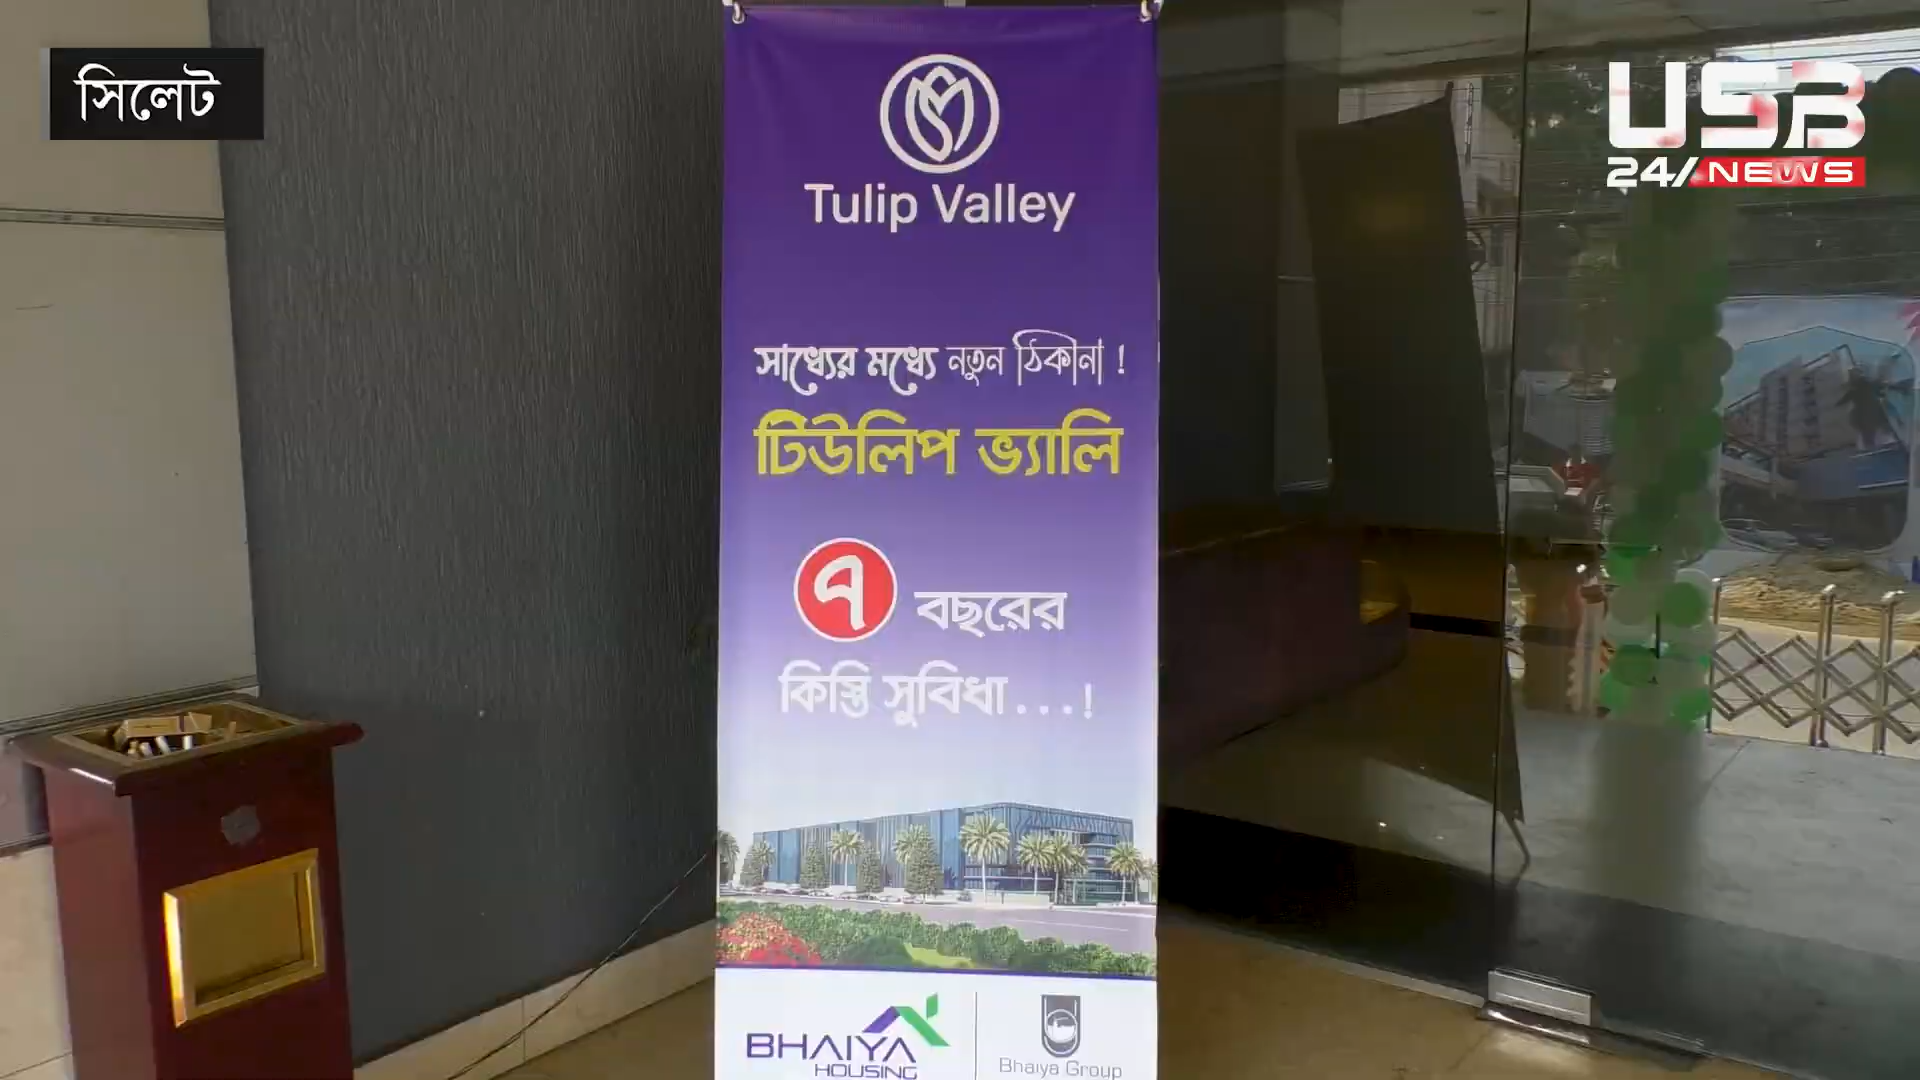 সিলেট
USB
24/NEWS
Tulip Valley
সাধ্যের মধ্যে নতুন ঠিকানা !
টিউলিপ ভ্যালি
৭ বছরের
কিস্তি সুবিধা...!
BHAIYA
HOUSING
Bhaiya Group